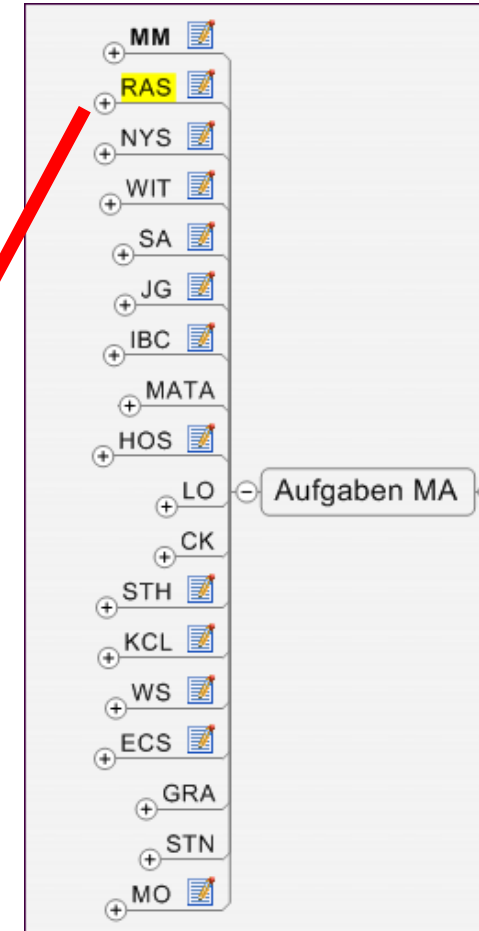 MM
RAS
NYS
WIT
SA
JG
IBC
MATA
HOS
LO
Aufgaben MA
CK
STH
KCL
WS
ECS
GRA
STN
MO